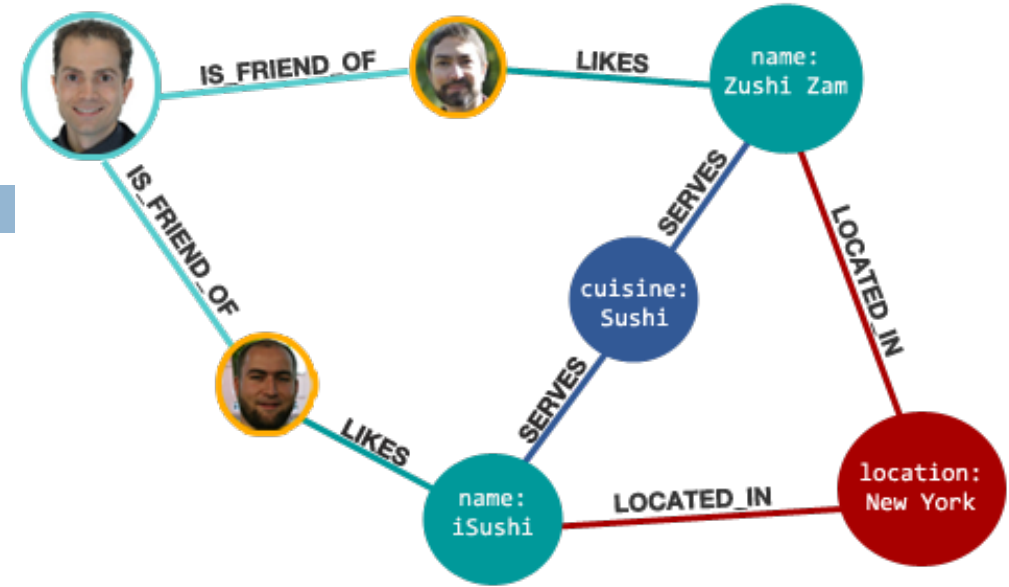 IS_FRIEND_OF
LIKES
name:
Zushi Zam
IS_FRIEND_OF
SERVES
LOCATED_IN
cuisine:
Sushi
SERVES
LIKES
name:
iSushi
LOCATED_IN
location:
New York